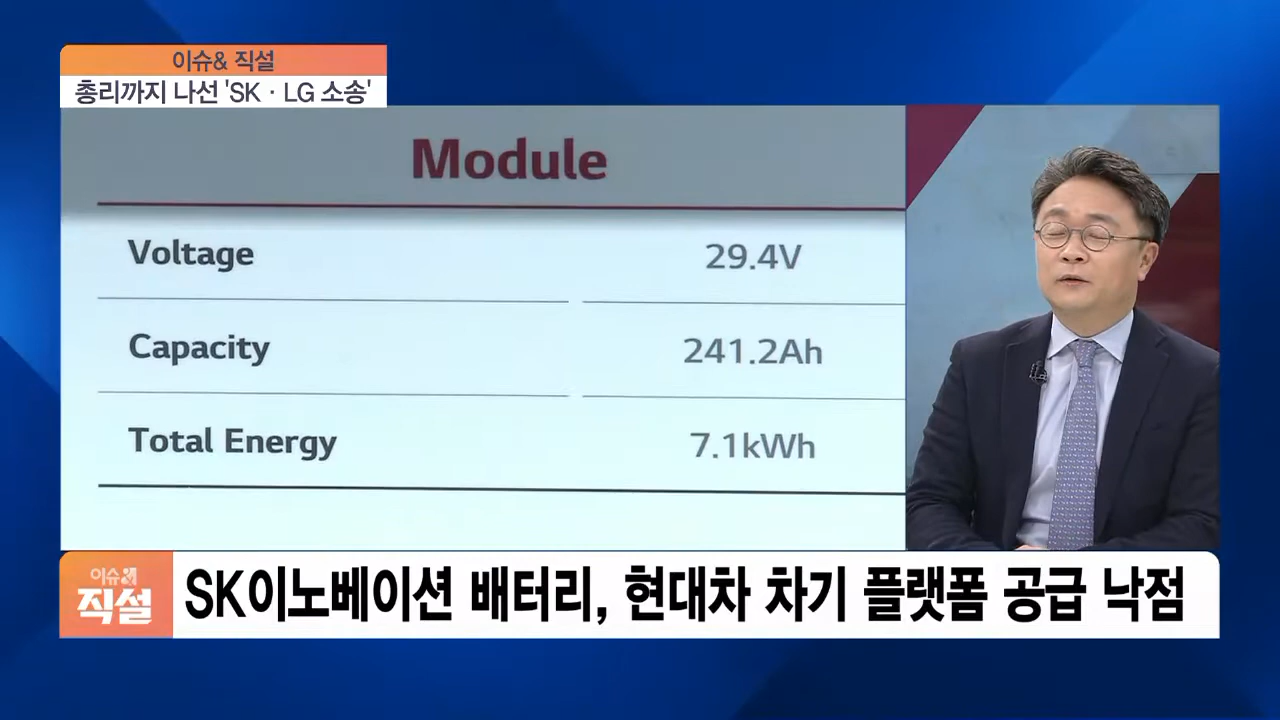 이슈& 직설
총리까지 나선 'SK · LG 소송'
Module
Voltage 29.4V
Capacity 241.2Ah
Total Energy 7.1kWh
이슈&
직설
SK이노베이션 배터리, 현대차 차기 플랫폼 공급 낙점